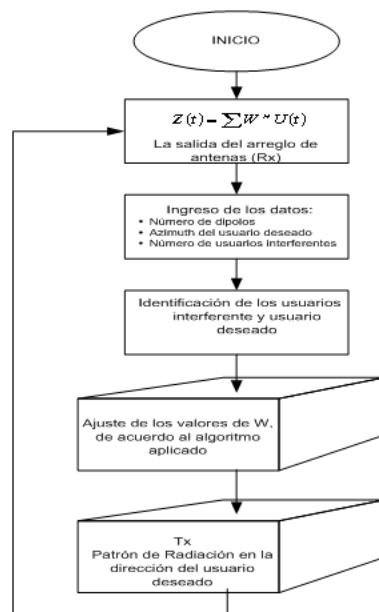 INICIO
Z(t) = ∑W ᴺ U(t)
La salida del arreglo de
antenas (Rx)
Ingreso de los datos:
• Número de dipolos
• Azimuth del usuario deseado
• Número de usuarios interferentes
Identificación de los usuarios
interferente y usuario
deseado
Ajuste de los valores de W,
de acuerdo al algoritmo
aplicado
Tx
Patrón de Radiación en la
dirección del usuario
deseado